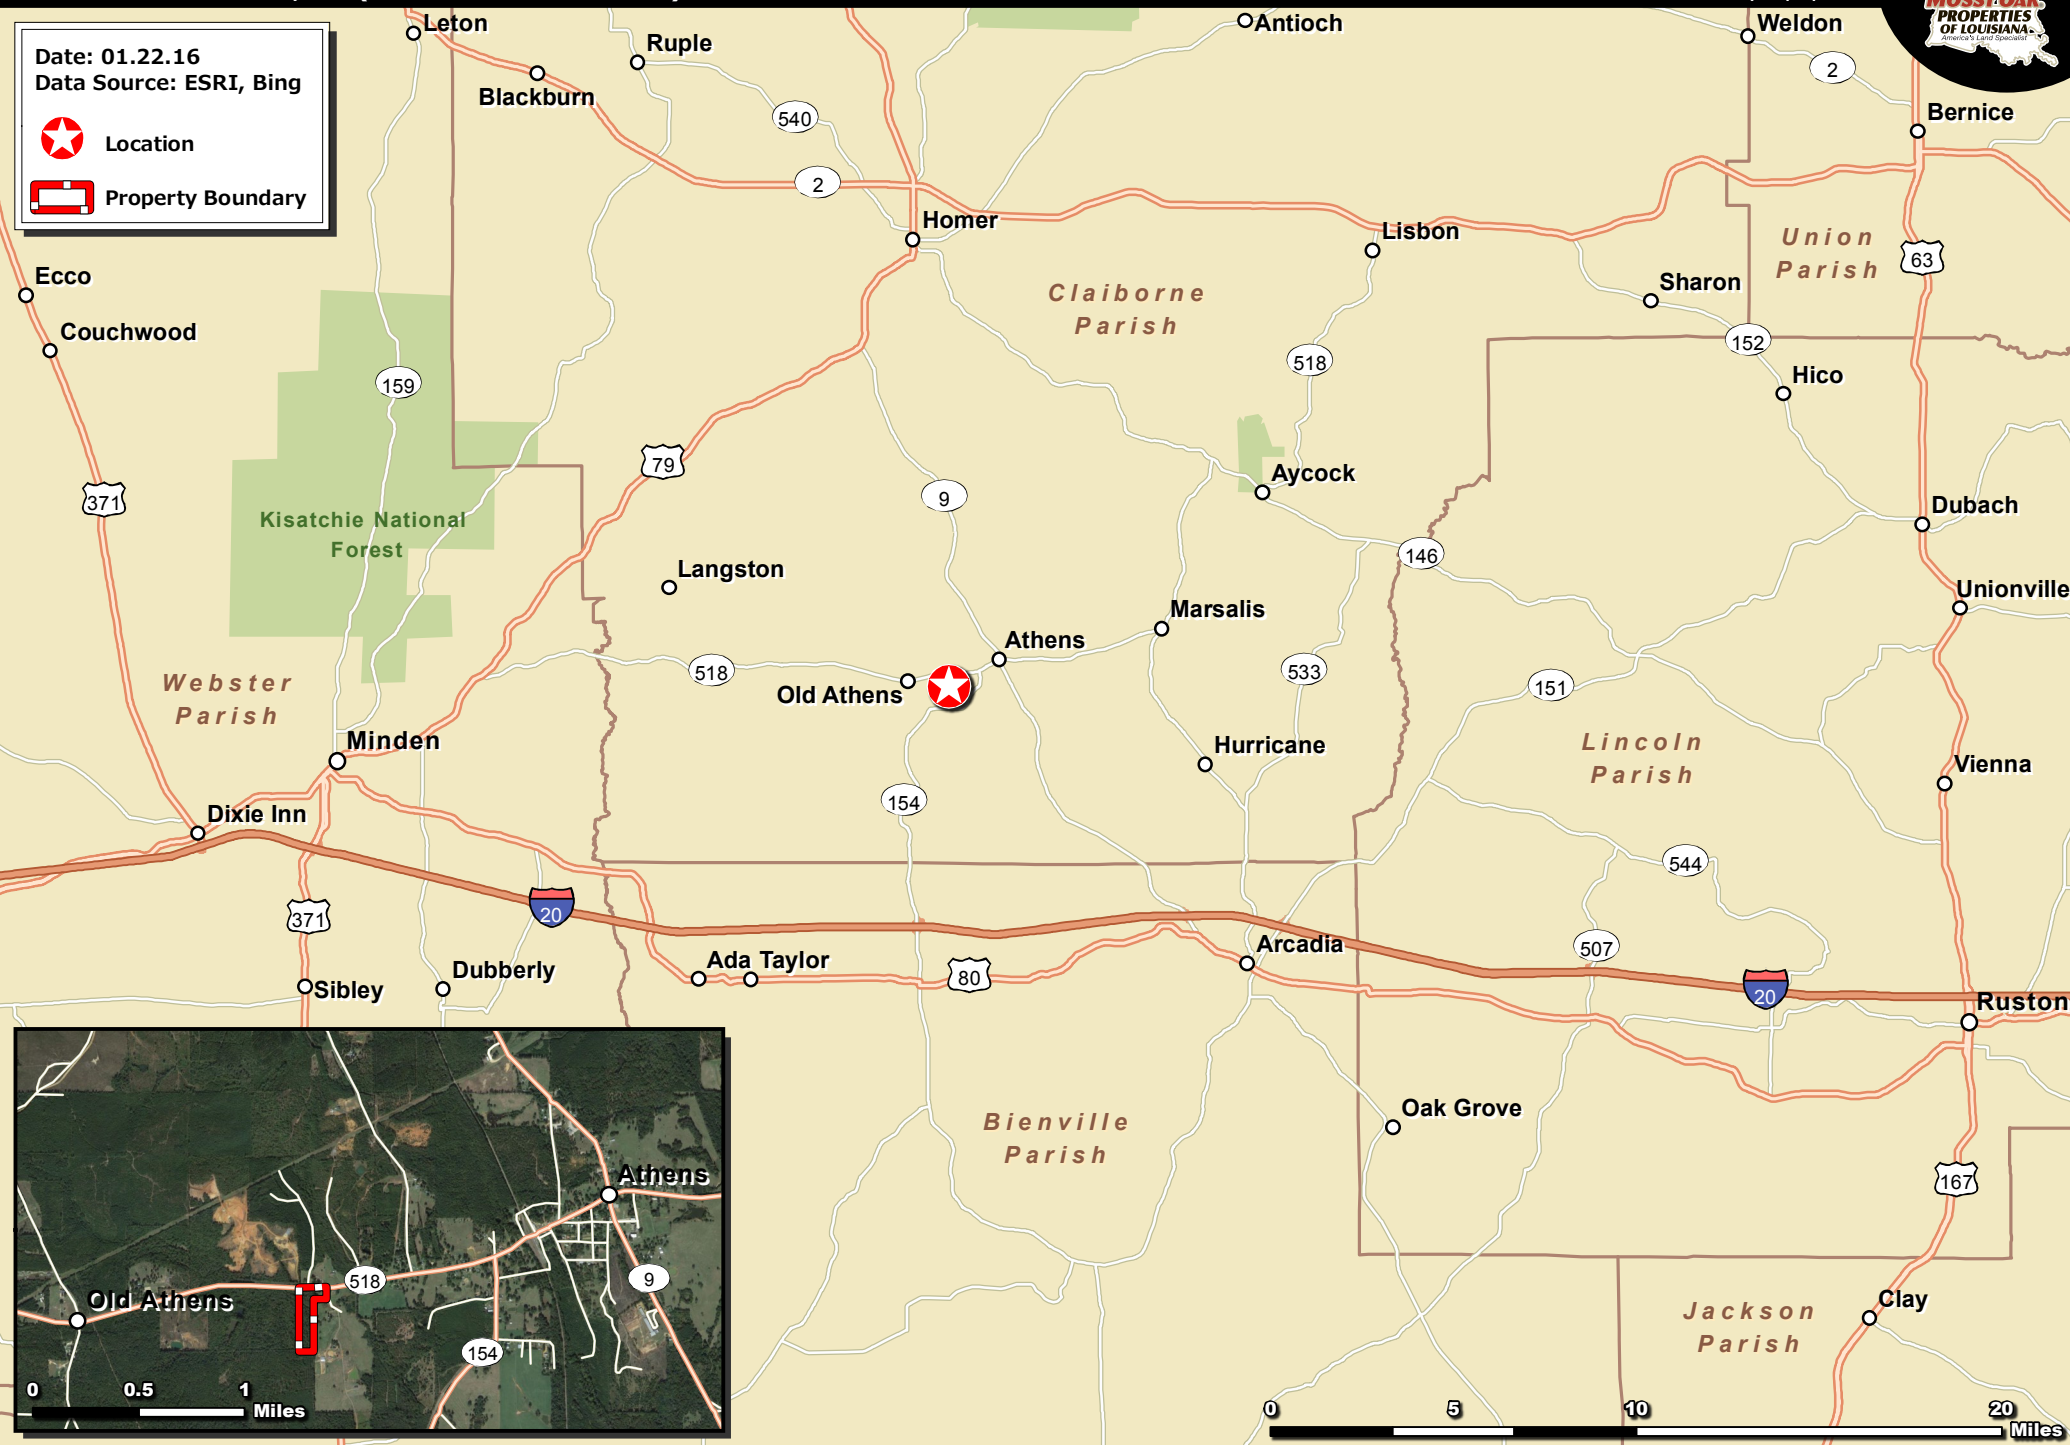 Date: 01.22.16
Data Source: ESRI, Bing
Location
Property Boundary
MOSSY OAK
PROPERTIES
OF LOUISIANA
America's Land Specialist
Leton
Ruple
Antioch
Weldon
2
Blackburn
540
Bernice
2
Homer
Lisbon
Union
Parish
63
Ecco
Claiborne
Parish
Sharon
Couchwood
152
518
159
Hico
79
Aycock
371
9
Dubach
Kisatchie National
Forest
146
Langston
Unionville
Marsalis
Athens
518
533
Old Athens
151
Webster
Parish
Minden
Hurricane
Lincoln
Parish
Vienna
154
Dixie Inn
544
20
371
Arcadia
507
Ada
Taylor
80
Dubberly
Sibley
20
Ruston
Oak Grove
Bienville
Parish
167
Clay
Jackson
Parish
Athens
518
9
Old Athens
154
0 0.5 1
Miles
0 5 10 20
Miles